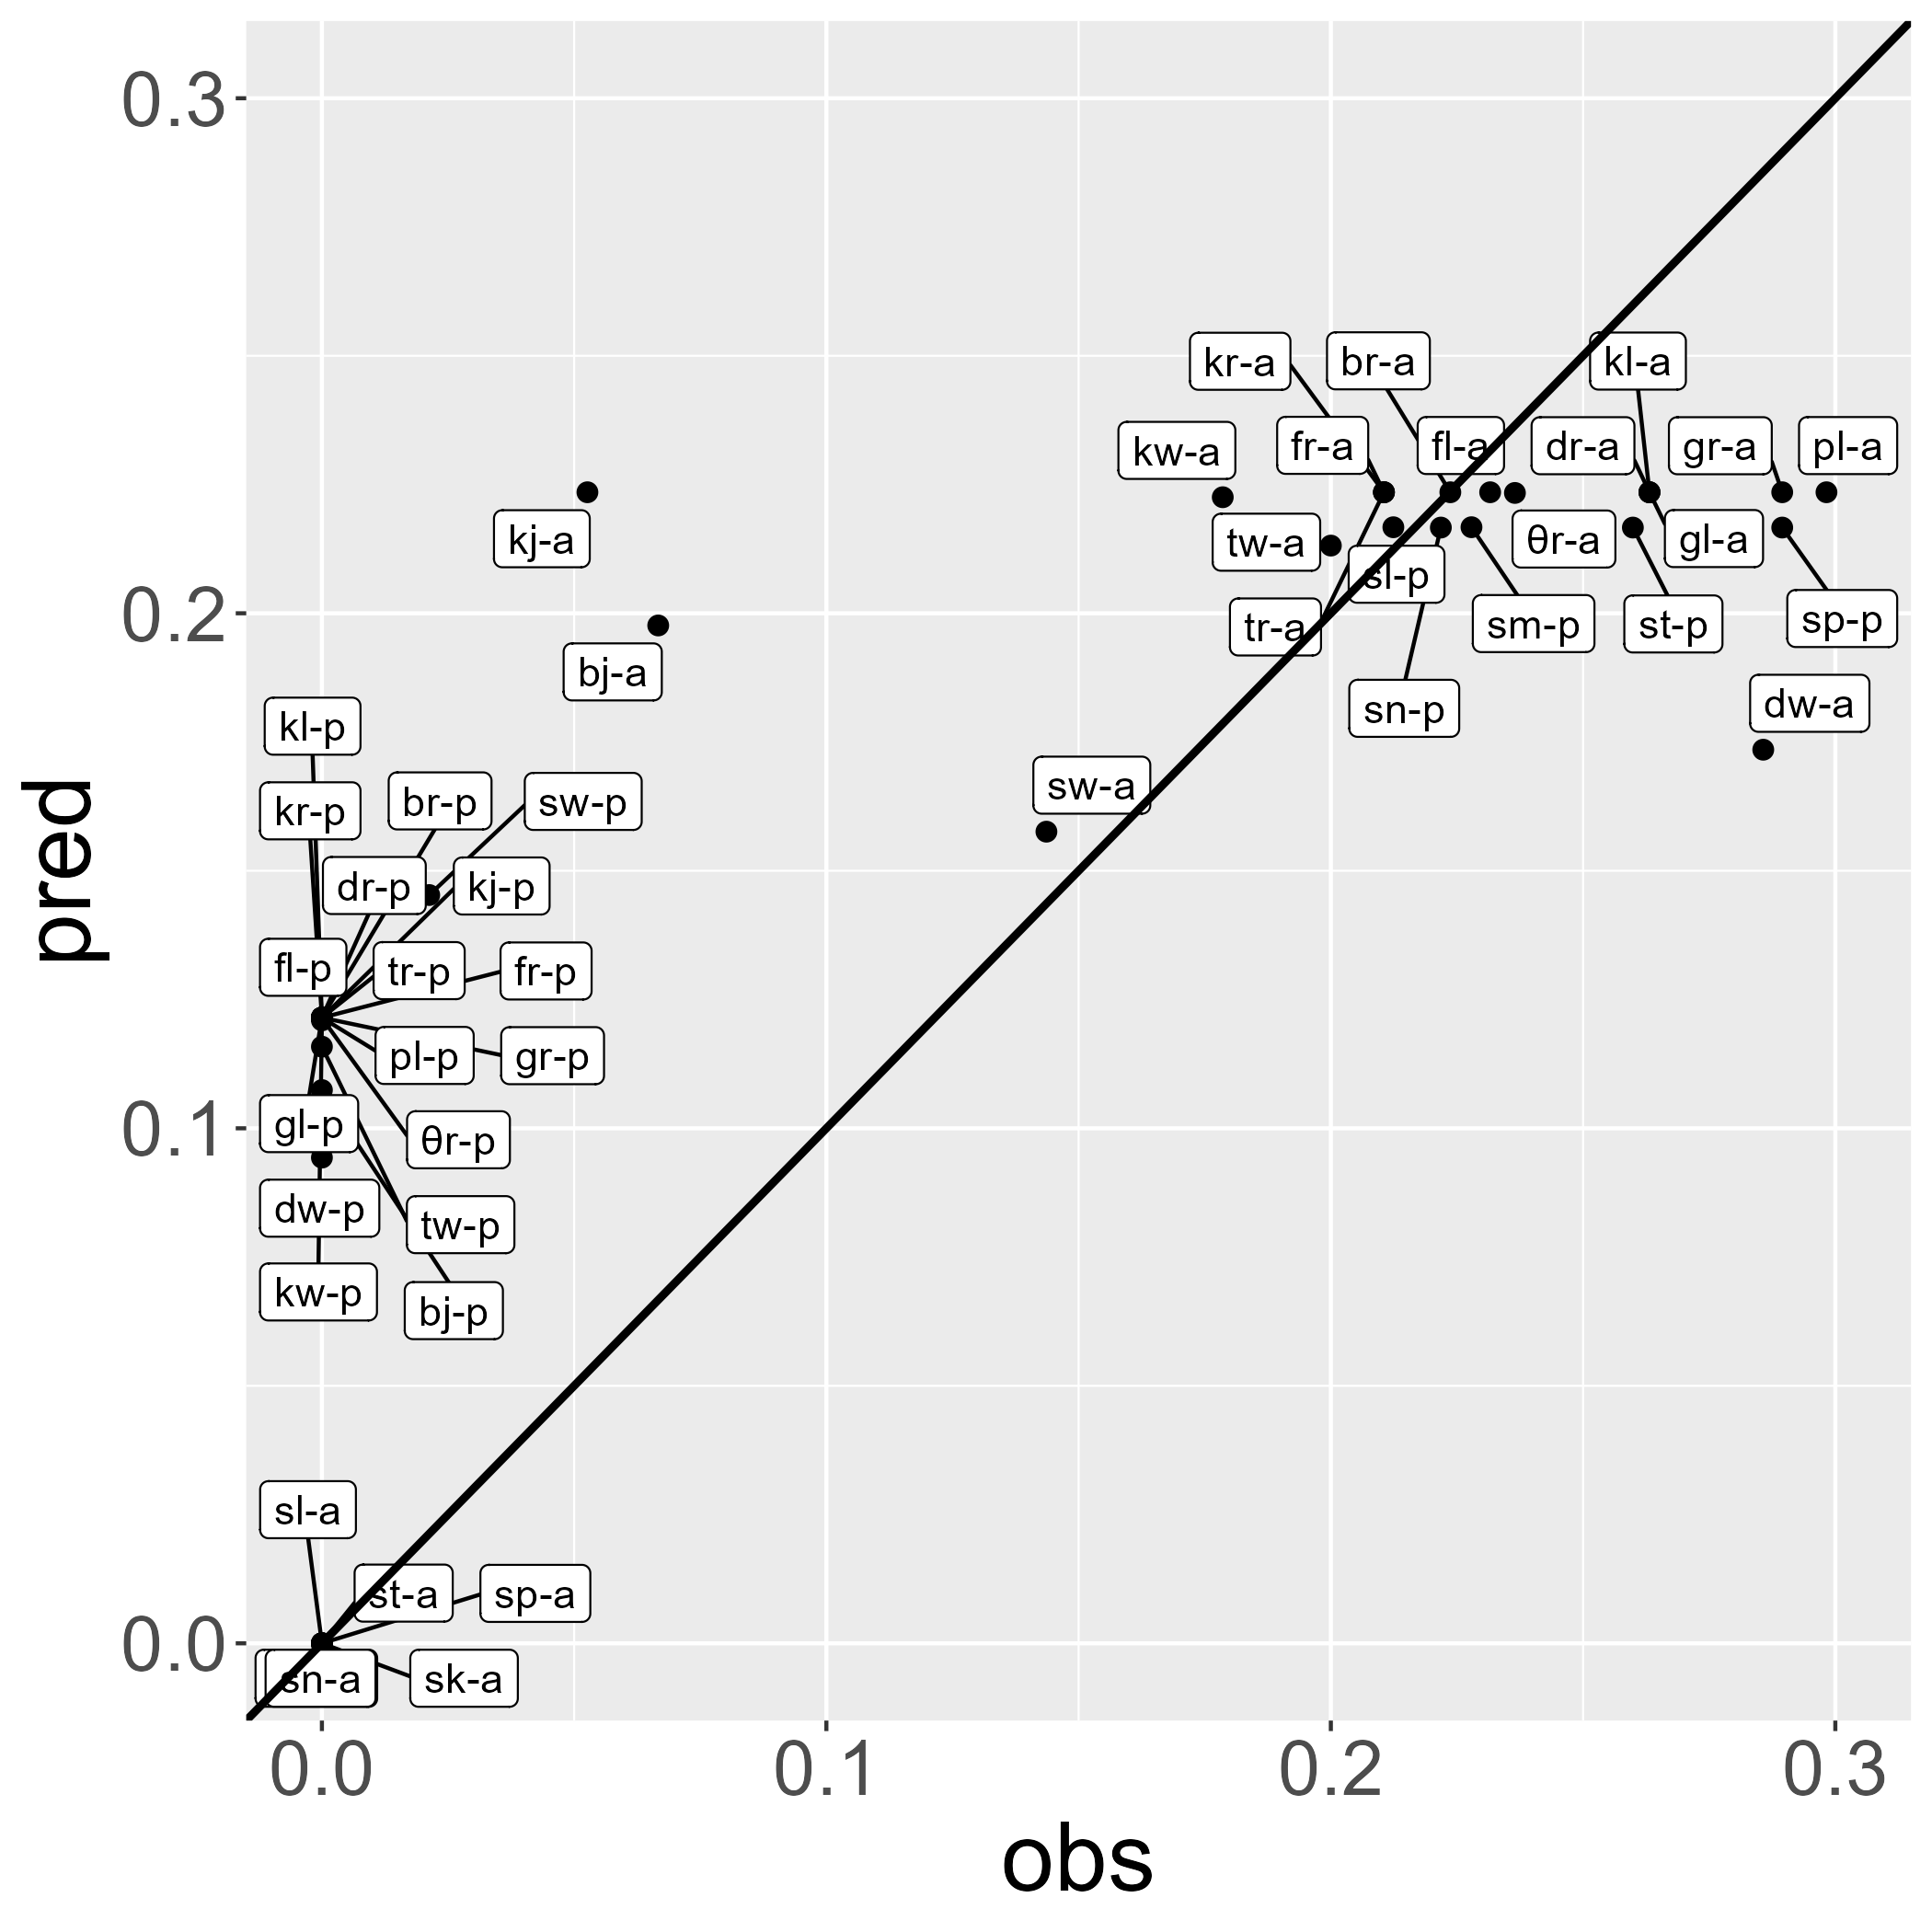 0.3
kr-a
br-a
kl-a
kw-a
fr-a
fl-a
dr-a
gr-a
pl-a
kj-a
tw-a
θr-a
gl-a
sl-p
0.2
tr-a
sm-p
st-p
sp-p
bj-a
sn-p
dw-a
kl-p
sw-a
kr-p
br-p
sw-p
dr-p
kj-p
pred
fl-p
tr-p
fr-p
pl-p
gr-p
0.1
gl-p
θr-p
dw-p
tw-p
kw-p
bj-p
sl-a
st-a
sp-a
0.0
sn-a
sk-a
0.0
0.1
0.2
0.3
obs